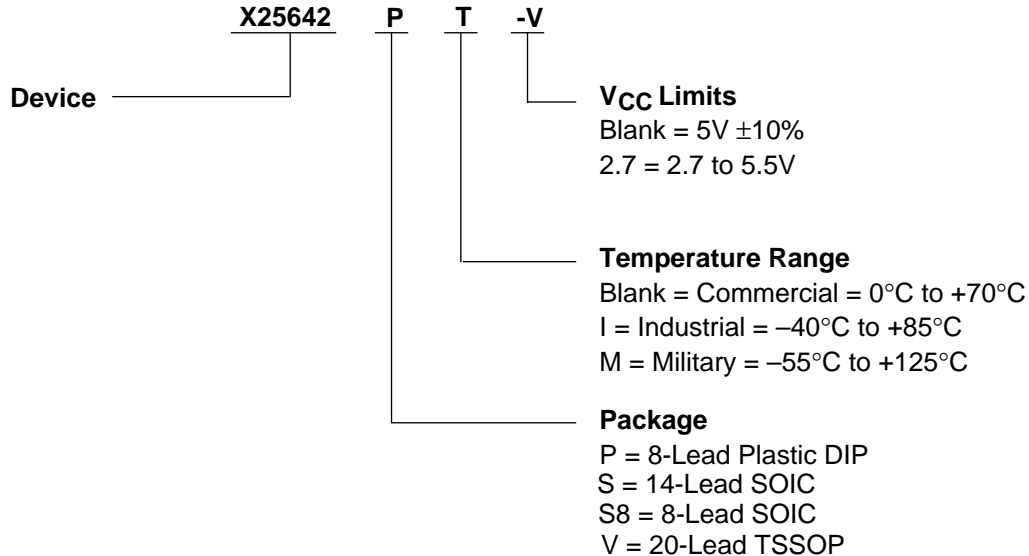 X25642 P T -V
Device
VCC Limits
Blank = 5V ±10%
2.7 = 2.7 to 5.5V
Temperature Range
Blank = Commercial = 0°C to +70°C
I = Industrial = –40°C to +85°C
M = Military = –55°C to +125°C
Package
P = 8-Lead Plastic DIP
S = 14-Lead SOIC
S8 = 8-Lead SOIC
V = 20-Lead TSSOP